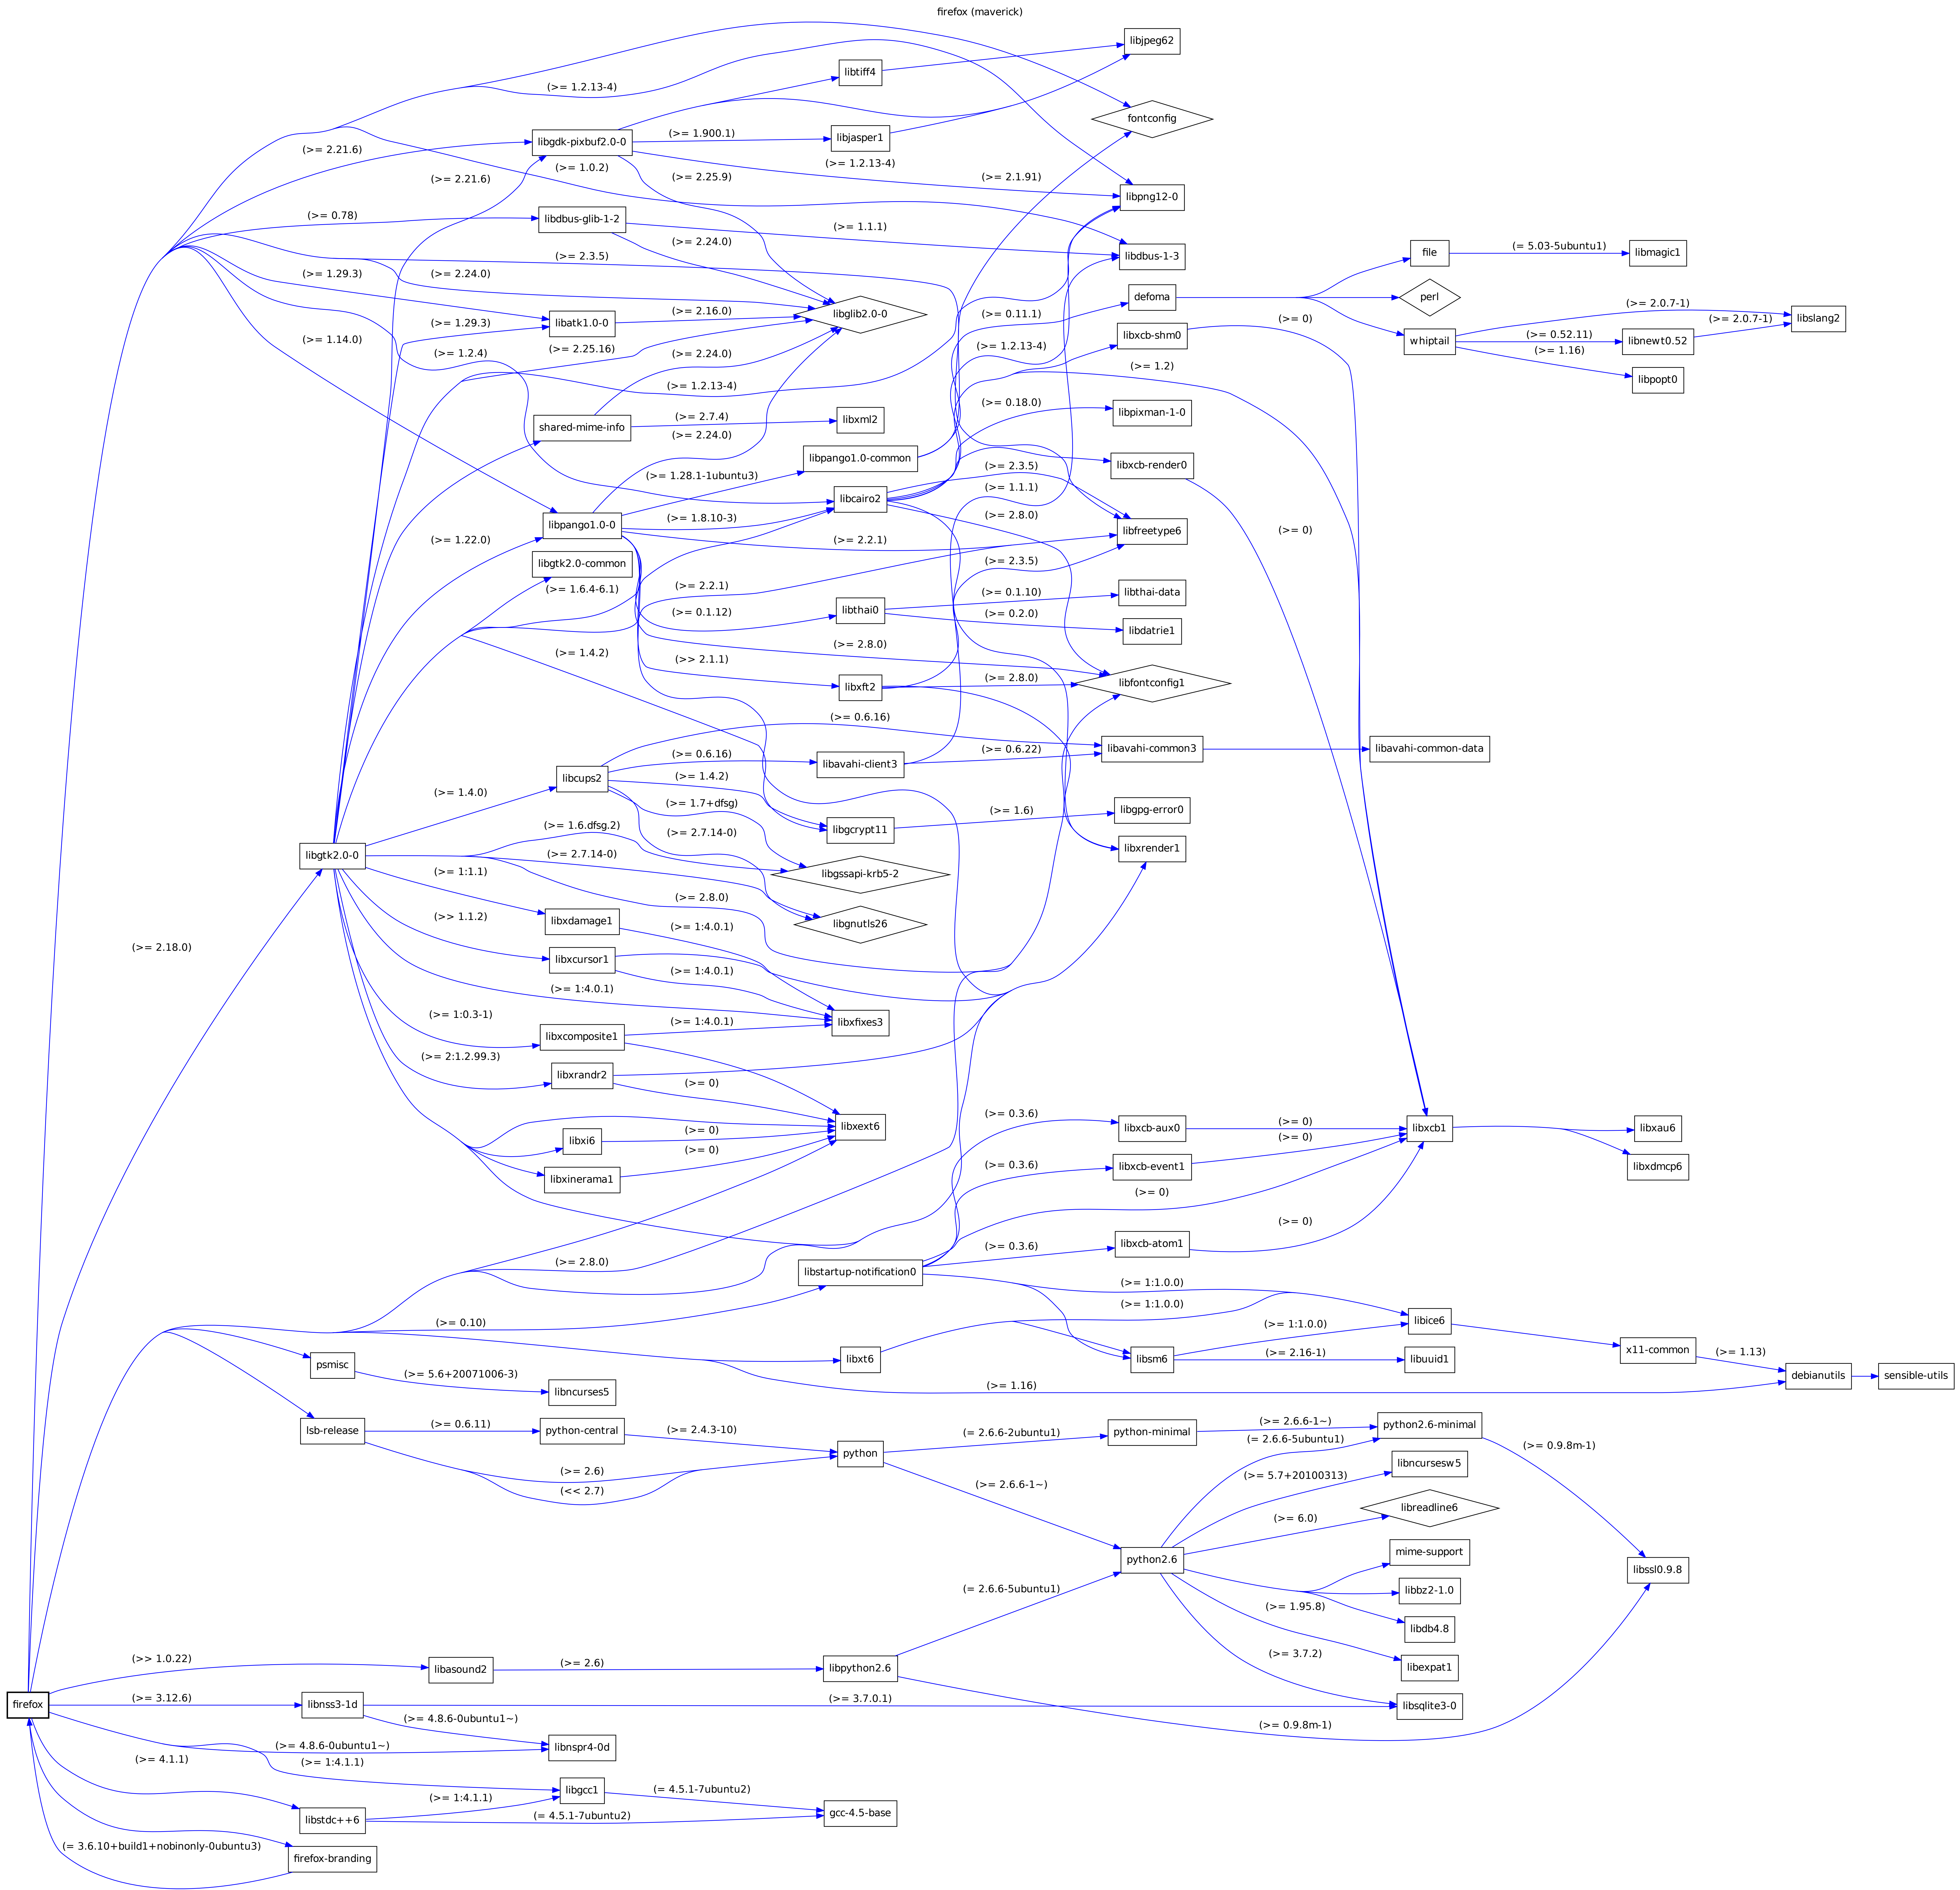 firefox (maverick)
libjpeg62
libtiff4
(>= 1.2.13-4)
fontconfig
(>= 1.900.1)
libjasper1
libgdk-pixbuf2.0-0
(>= 2.21.6)
(>= 1.2.13-4)
(>= 1.0.2)
(>= 2.25.9)
(>= 2.1.91)
(>= 2.21.6)
libpng12-0
(>= 0.78)
libdbus-glib-1-2
(>= 1.1.1)
(>= 2.24.0)
file
(= 5.03-5ubuntu1)
libmagic1
(>= 2.3.5)
libdbus-1-3
(>= 1.29.3)
(>= 2.24.0)
defoma
perl
(>= 2.0.7-1)
(>= 2.16.0)
libglib2.0-0
(>= 0.11.1)
(>= 0)
libslang2
(>= 2.0.7-1)
(>= 1.29.3)
libatk1.0-0
libxcb-shm0
(>= 0.52.11)
(>= 1.14.0)
whiptail
libnewt0.52
(>= 2.25.16)
(>= 1.2.13-4)
(>= 1.16)
(>= 1.2.4)
(>= 2.24.0)
(>= 1.2)
libpopt0
(>= 1.2.13-4)
(>= 0.18.0)
libpixman-1-0
(>= 2.7.4)
libxml2
shared-mime-info
(>= 2.24.0)
libpango1.0-common
(>= 2.3.5)
libxcb-render0
(>= 1.28.1-1ubuntu3)
(>= 1.1.1)
libcairo2
(>= 1.8.10-3)
(>= 2.8.0)
(>= 0)
libpango1.0-0
(>= 1.22.0)
(>= 2.2.1)
libfreetype6
libgtk2.0-common
(>= 2.3.5)
(>= 1.6.4-6.1)
(>= 2.2.1)
(>= 0.1.10)
libthai-data
(>= 0.1.12)
libthai0
(>= 0.2.0)
libdatrie1
(>= 1.4.2)
(>= 2.8.0)
(>> 2.1.1)
(>= 2.8.0)
libxft2
libfontconfig1
(>= 0.6.16)
(>= 0.6.16)
(>= 0.6.22)
libavahi-common3
libavahi-common-data
libavahi-client3
(>= 1.4.2)
libcups2
(>= 1.4.0)
(>= 1.7+dfsg)
(>= 1.6)
libgpg-error0
(>= 1.6.dfsg.2)
(>= 2.7.14-0)
libgcrypt11
libgtk2.0-0
(>= 2.7.14-0)
libxrender1
(>= 1:1.1)
libgssapi-krb5-2
(>= 2.8.0)
(>> 1.1.2)
libxdamage1
(>= 1:4.0.1)
libgnutls26
(>= 2.18.0)
libxcursor1
(>= 1:4.0.1)
(>= 1:4.0.1)
(>= 1:0.3-1)
(>= 1:4.0.1)
libxfixes3
libxcomposite1
(>= 2:1.2.99.3)
libxrandr2
(>= 0)
(>= 0.3.6)
libxcb-aux0
(>= 0)
libxcb1
libxau6
libxext6
(>= 0)
libxi6
(>= 0)
(>= 0)
(>= 0.3.6)
libxcb-event1
libxdmcp6
libxinerama1
(>= 0)
(>= 0)
(>= 0.3.6)
libxcb-atom1
(>= 2.8.0)
libstartup-notification0
(>= 1:1.0.0)
(>= 1:1.0.0)
(>= 0.10)
(>= 1:1.0.0)
libice6
x11-common
(>= 1.13)
psmisc
libxt6
libsm6
(>= 2.16-1)
libuuid1
(>= 5.6+20071006-3)
libncurses5
(>= 1.16)
debianutils
sensible-utils
lsb-release
(>= 0.6.11)
python-central
(>= 2.4.3-10)
(= 2.6.6-2ubuntu1)
python-minimal
(>= 2.6.6-1~)
python2.6-minimal
(= 2.6.6-5ubuntu1)
(>= 0.9.8m-1)
python
(>= 2.6)
(<< 2.7)
(>= 2.6.6-1~)
(>= 5.7+20100313)
libncursesw5
(>= 6.0)
libreadline6
python2.6
mime-support
libssl0.9.8
(= 2.6.6-5ubuntu1)
libbz2-1.0
(>= 1.95.8)
libdb4.8
(>> 1.0.22)
libasound2
(>= 2.6)
libpython2.6
(>= 3.7.2)
libexpat1
firefox
(>= 3.12.6)
libnss3-1d
(>= 3.7.0.1)
libsqlite3-0
(>= 4.8.6-0ubuntu1~)
(>= 0.9.8m-1)
(>= 4.8.6-0ubuntu1~)
libnspr4-0d
(>= 4.1.1)
(>= 1:4.1.1)
libgcc1
(= 4.5.1-7ubuntu2)
(>= 1:4.1.1)
gcc-4.5-base
libstdc++6
(= 4.5.1-7ubuntu2)
(= 3.6.10+build1+nobinonly-0ubuntu3)
firefox-branding